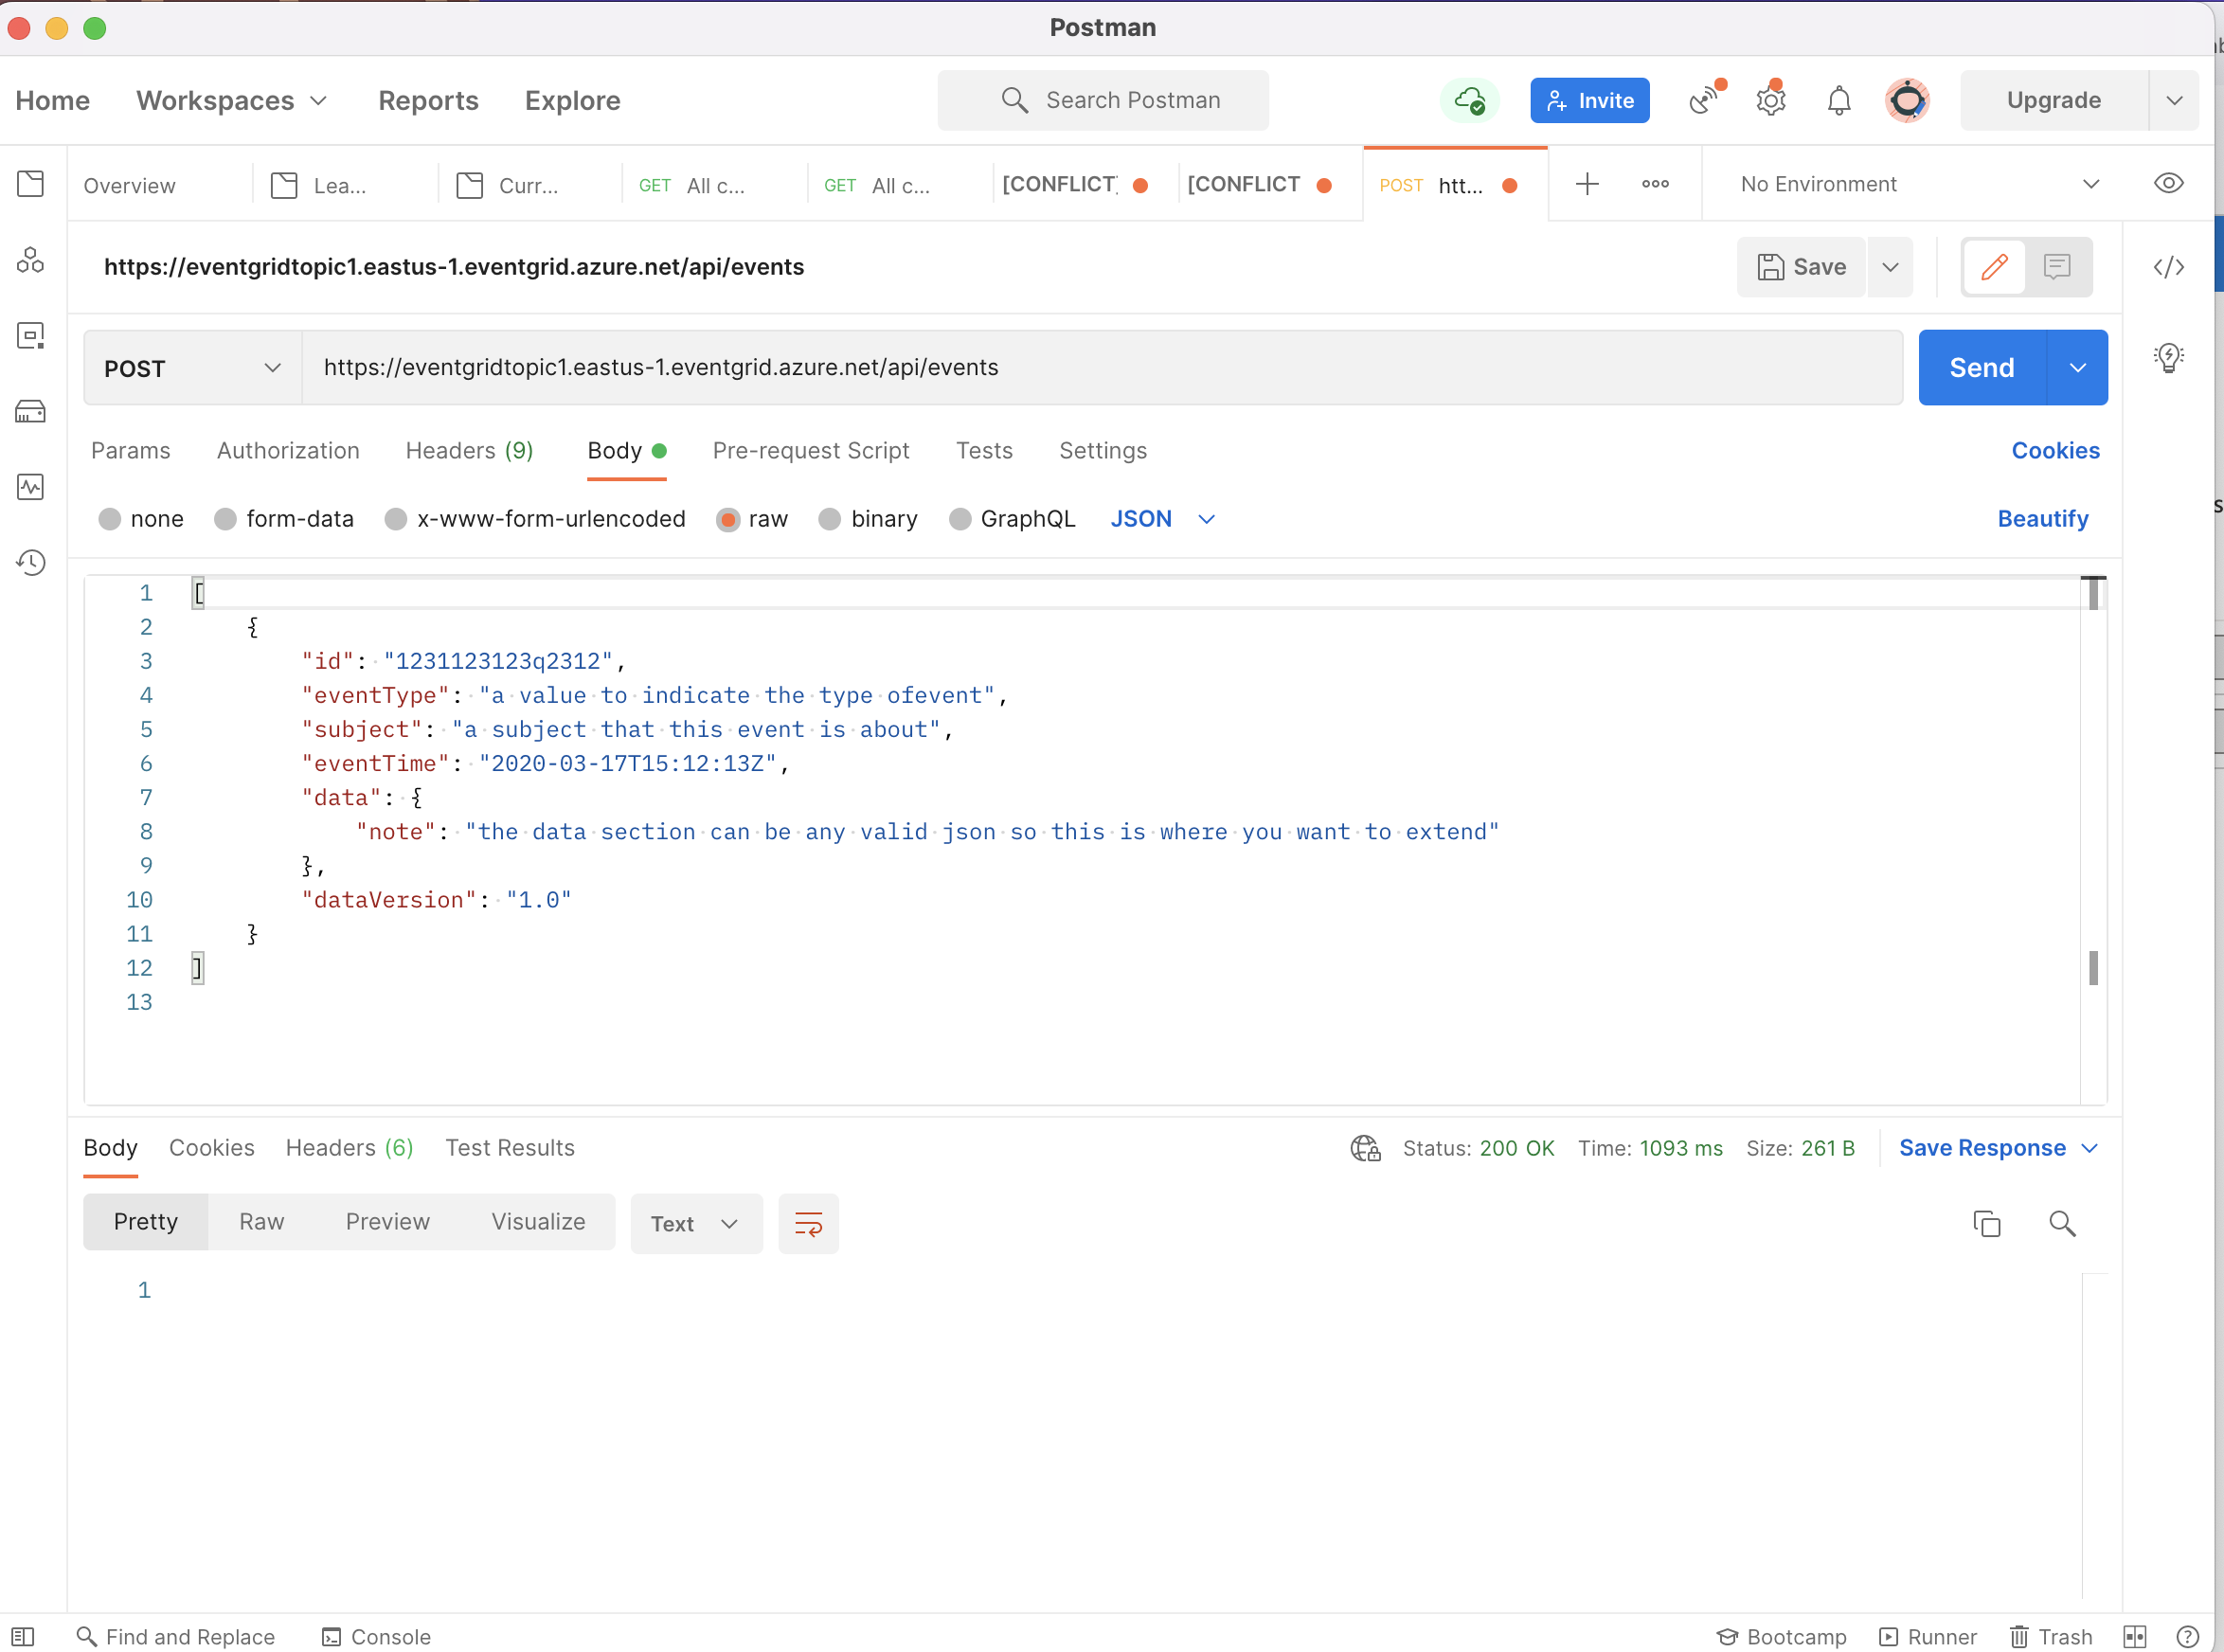 Postman
Home Workspaces Reports Explore Search Postman Invite Upgrade
Overview Lea... Curr... GET All c... GET All c... [CONFLICT] [CONFLICT POST htt... No Environment
https://eventgridtopic1.eastus-1.eventgrid.azure.net/api/events Save
POST https://eventgridtopic1.eastus-1.eventgrid.azure.net/api/events Send
Params Authorization Headers (9) Body Pre-request Script Tests Settings Cookies
none form-data x-www-form-urlencoded raw binary GraphQL JSON Beautify
1 [
2 {
3 "id": "1231123123q2312",
4 "eventType": "a value to indicate the type ofevent",
5 "subject": "a subject that this event is about",
6 "eventTime": "2020-03-17T15:12:13Z",
7 "data": {
8 "note": "the data section can be any valid json so this is where you want to extend"
9 },
10 "dataVersion": "1.0"
11 }
12 ]
13
Body Cookies Headers (6) Test Results Status: 200 OK Time: 1093 ms Size: 261 B Save Response
Pretty Raw Preview Visualize Text
1
Find and Replace Console Bootcamp Runner Trash